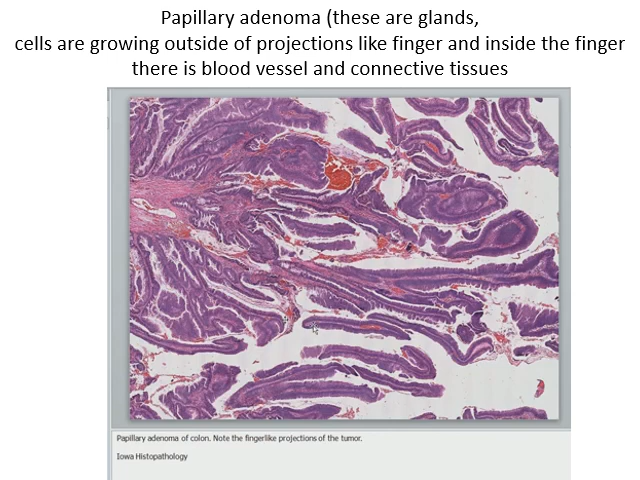 Papillary adenoma (these are glands,
cells are growing outside of projections like finger and inside the finger
there is blood vessel and connective tissues
Papillary adenoma of colon. Note the fingerlike projections of the tumor.
Iowa Histopathology